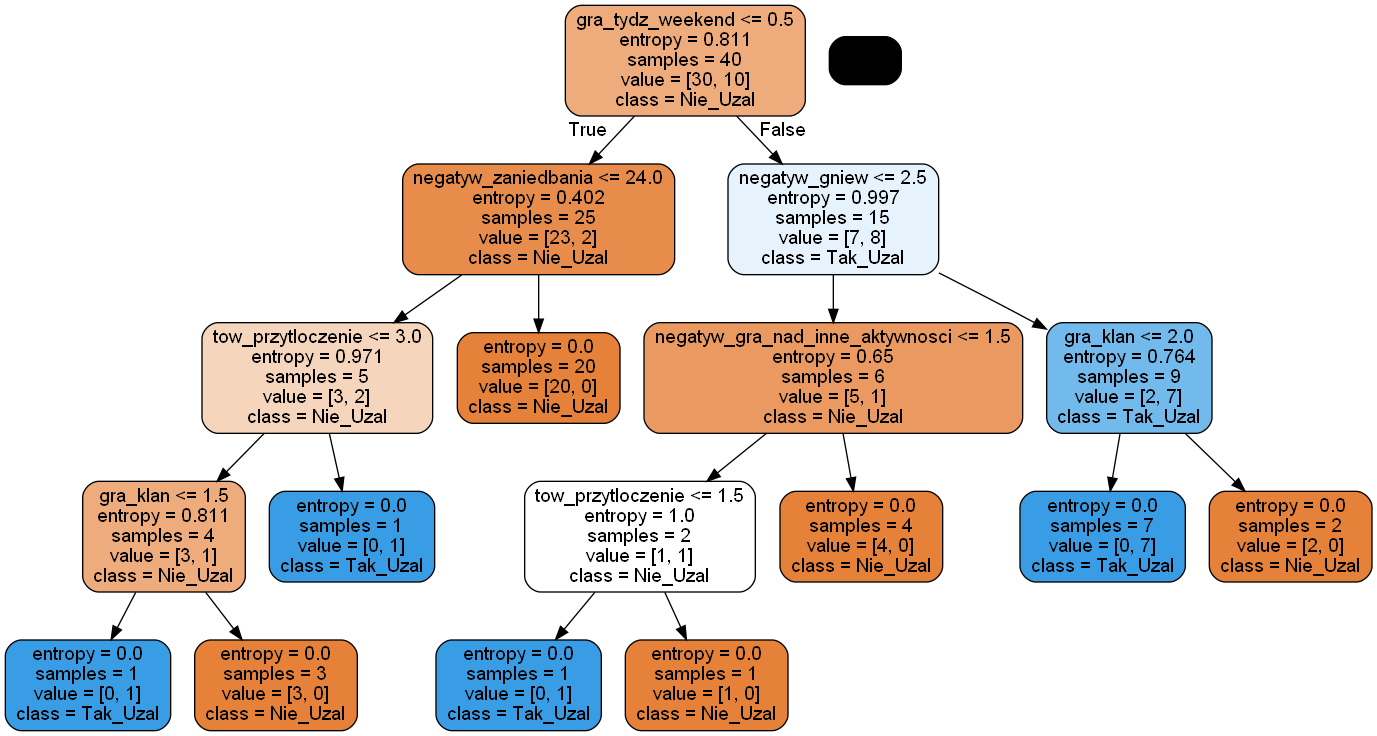 gra_tydz_weekend <= 0.5
entropy = 0.811
samples = 40
value = [30, 10]
class = Nie_Uzal
True
False
negatyw_zaniedbania <= 24.0
entropy = 0.402
samples = 25
value = [23, 2]
class = Nie_Uzal
negatyw_gniew <= 2.5
entropy = 0.997
samples = 15
value = [7, 8]
class = Tak_Uzal
tow_przytloczenie <= 3.0
entropy = 0.971
samples = 5
value = [3, 2]
class = Nie_Uzal
entropy = 0.0
samples = 20
value = [20, 0]
class = Nie_Uzal
negatyw_gra_nad_inne_aktywnosci <= 1.5
entropy = 0.65
samples = 6
value = [5, 1]
class = Nie_Uzal
gra_klan <= 2.0
entropy = 0.764
samples = 9
value = [2, 7]
class = Tak_Uzal
gra_klan <= 1.5
entropy = 0.811
samples = 4
value = [3, 1]
class = Nie_Uzal
entropy = 0.0
samples = 1
value = [0, 1]
class = Tak_Uzal
tow_przytloczenie <= 1.5
entropy = 1.0
samples = 2
value = [1, 1]
class = Nie_Uzal
entropy = 0.0
samples = 4
value = [4, 0]
class = Nie_Uzal
entropy = 0.0
samples = 7
value = [0, 7]
class = Tak_Uzal
entropy = 0.0
samples = 2
value = [2, 0]
class = Nie_Uzal
entropy = 0.0
samples = 1
value = [0, 1]
class = Tak_Uzal
entropy = 0.0
samples = 3
value = [3, 0]
class = Nie_Uzal
entropy = 0.0
samples = 1
value = [0, 1]
class = Tak_Uzal
entropy = 0.0
samples = 1
value = [1, 0]
class = Nie_Uzal